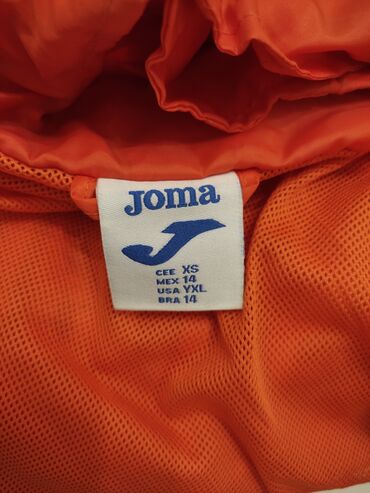 Joma
CEE XS
MEX 14
USA YXL
BRA 14